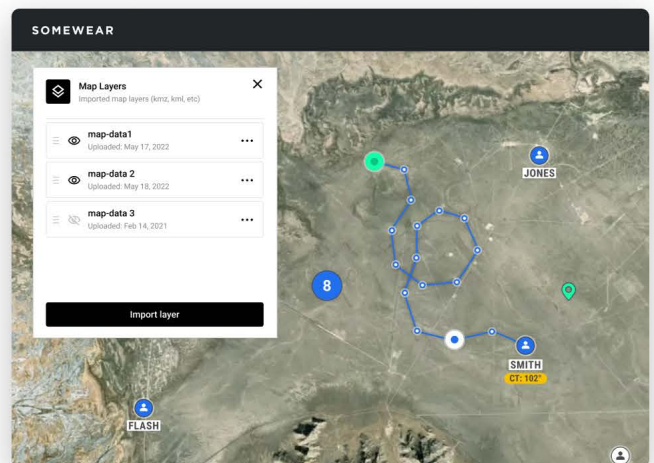 SOMEWEAR
Map Layers
Imported map layers (kmz, kml, etc)
map-data1
Uploaded: May 17, 2022
map-data 2
Uploaded: May 18, 2022
map-data 3
Uploaded: Feb 14, 2021
Import layer
JONES
8
SMITH
CT: 102°
FLASH